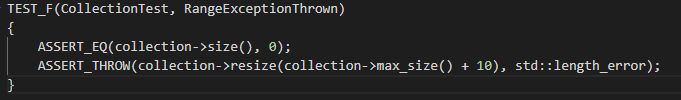 TEST_F(CollectionTest, RangeExceptionThrown)
{
    ASSERT_EQ(collection->size(), 0);
    ASSERT_THROW(collection->resize(collection->max_size() + 10), std::length_error);
}